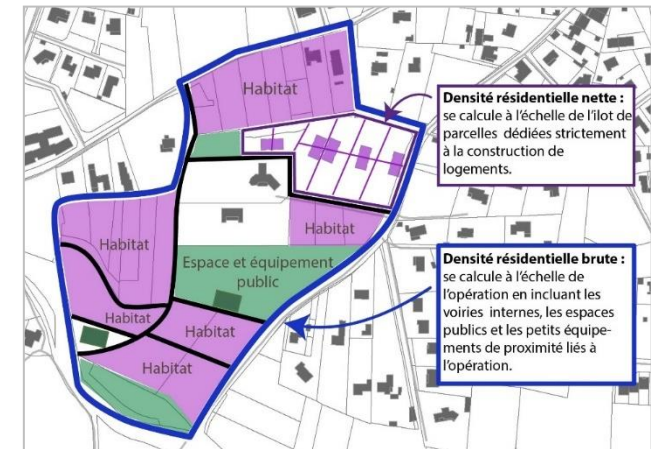 Habitat
Densité résidentielle nette :
se calcule à l'échelle de l'îlot de
parcelles dédiées strictement
à la construction de
logements.
Habitat
Habitat
Espace et équipement
public
Densité résidentielle brute :
se calcule à l'échelle de
l'opération en incluant les
voiries internes, les espaces
publics et les petits équipe-
ments de proximité liés à
l'opération.
Habitat
Habitat
Habitat